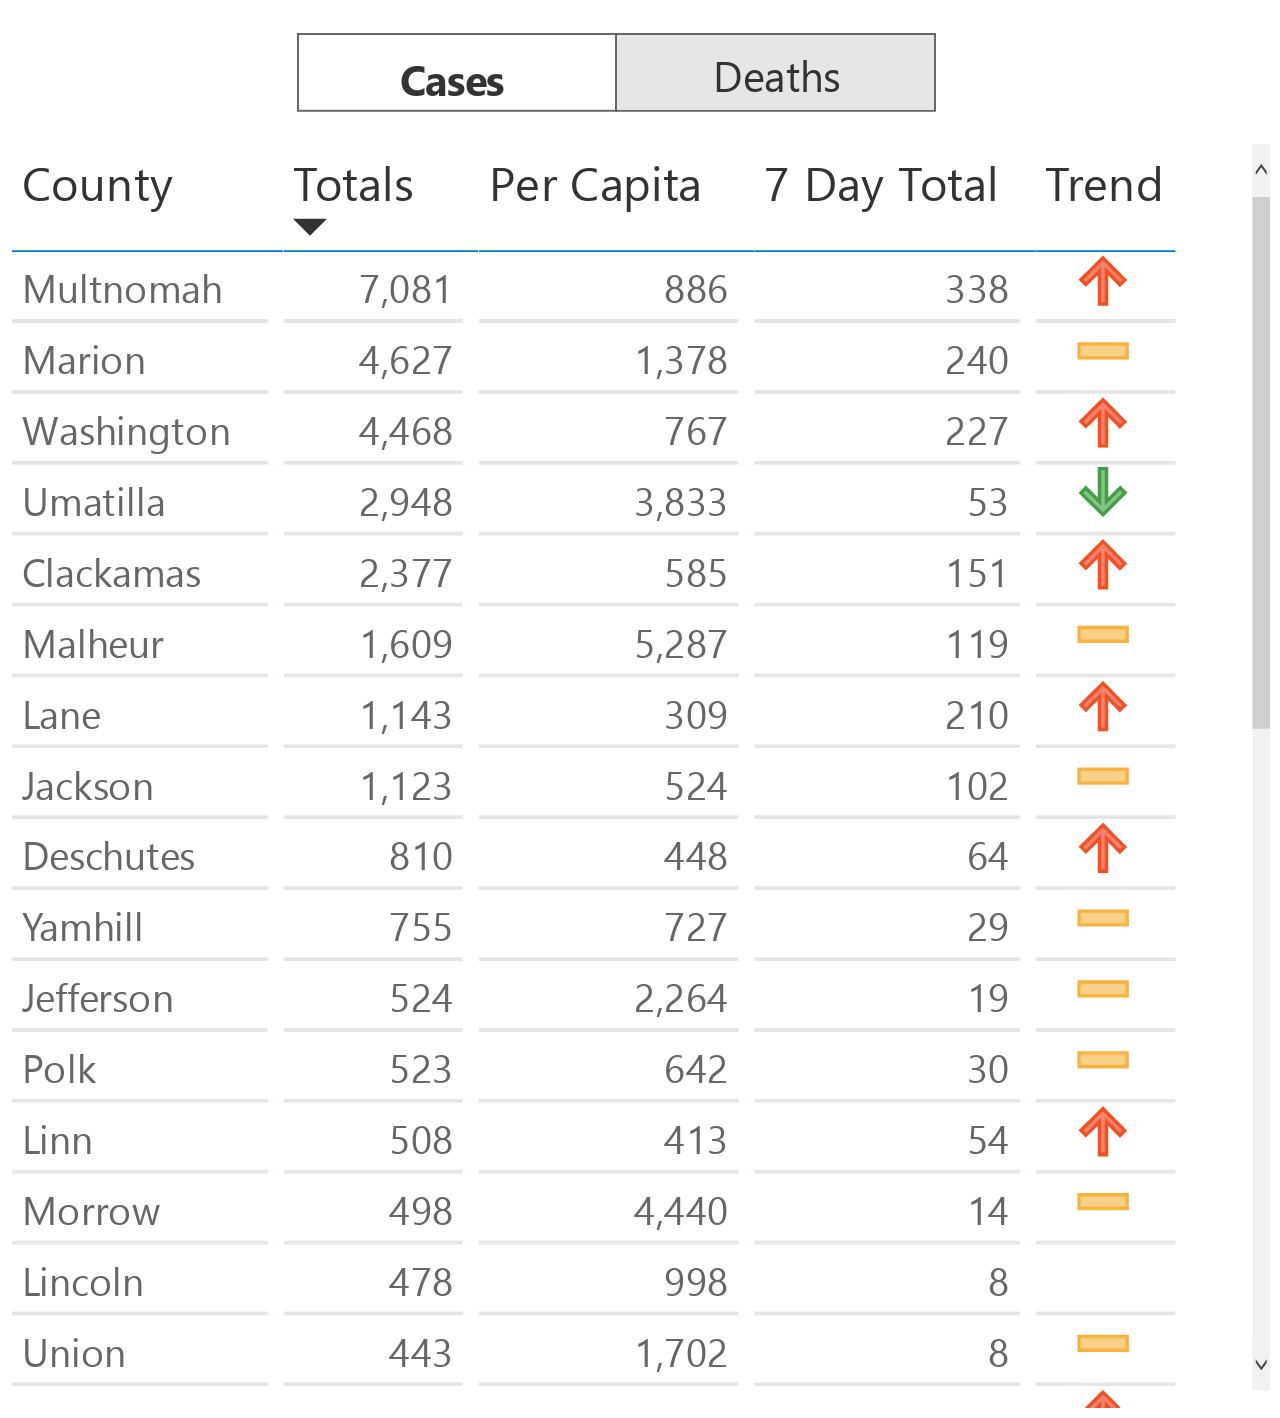 Cases Deaths
County Totals Per Capita 7 Day Total Trend
Multnomah 7,081 886 338
Marion 4,627 1,378 240
Washington 4,468 767 227
Umatilla 2,948 3,833 53
Clackamas 2,377 585 151
Malheur 1,609 5,287 119
Lane 1,143 309 210
Jackson 1,123 524 102
Deschutes 810 448 64
Yamhill 755 727 29
Jefferson 524 2,264 19
Polk 523 642 30
Linn 508 413 54
Morrow 498 4,440 14
Lincoln 478 998 8
Union 443 1,702 8